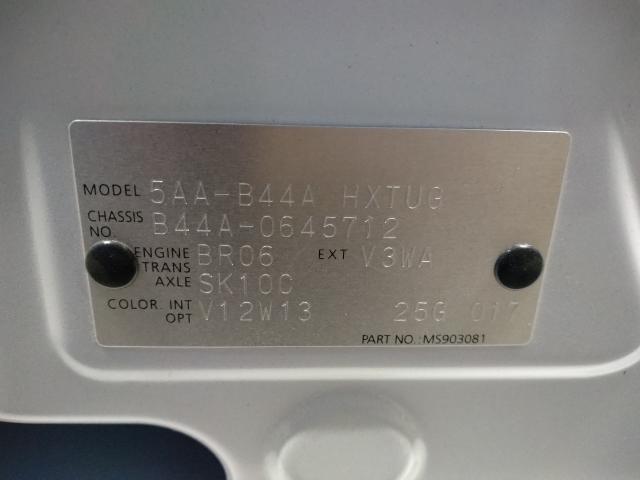 MODEL 5AA-B44A HXTUG
CHASSIS NO. B44A-0645712
ENGINE BR06 EXT V3WA
TRANS AXLE SK10C
COLOR. INT V12W13 25G 017
OPT
PART NO.:MS903081